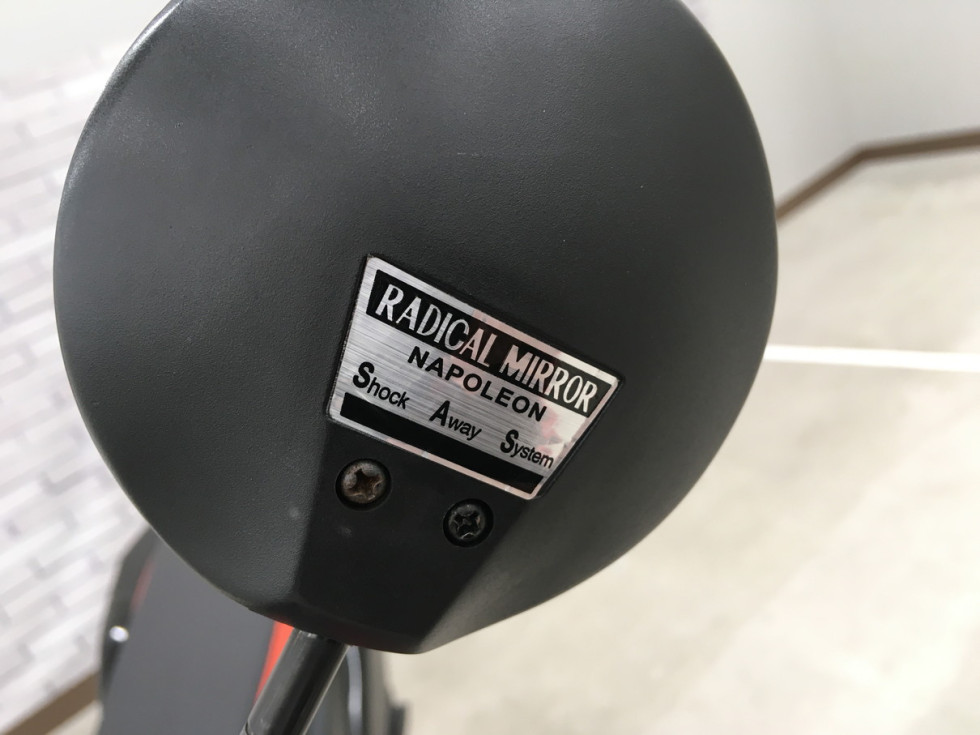 RADICAL MIRROR
NAPOLEON
Shock Away System